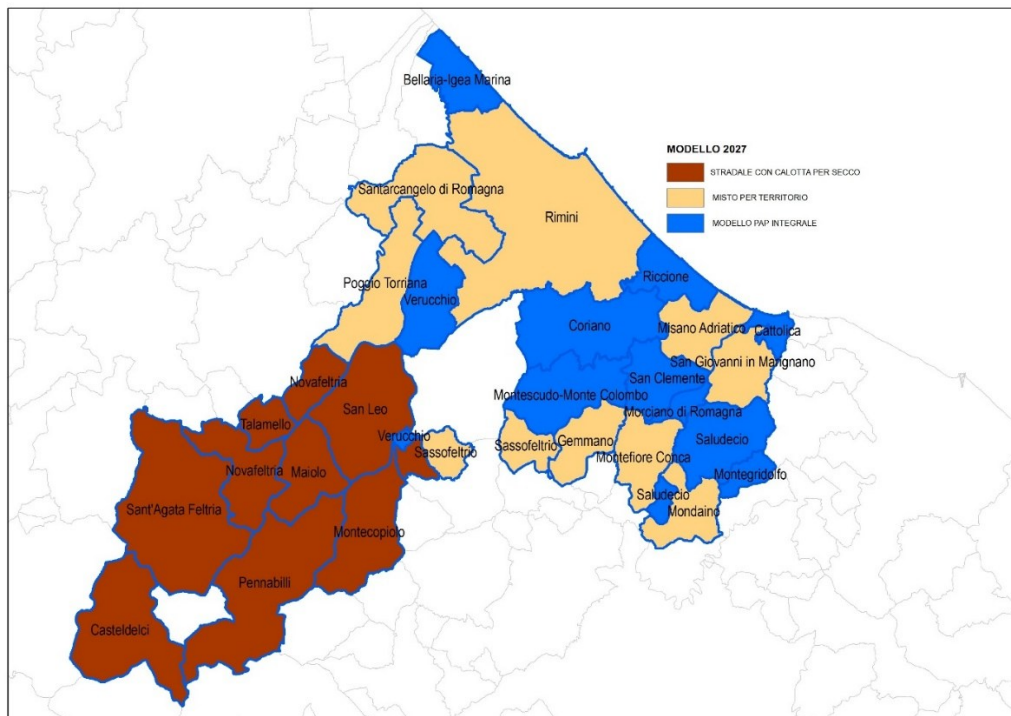 Bellaria-Igea Marina
MODELLO 2027
STRADALE CON CALOTTA PER SECCO
Santarcangelo di Romagna
MISTO PER TERRITORIO
Rimini
MODELLO PAP INTEGRALE
Poggio Torriana
Riccione
Verucchio
Coriano
Misano Adriatico
Cattolica
San Giovanni in Marignano
Novafeltria
San Clemente
Montescudo-Monte Colombo
San Leo
Morciano di Romagna
Talamello
Verucchio
Sassofeltrio
Sassofeltrio
Gemmano
Saludecio
Montefiore Conca
Novafeltria
Maiolo
Montegridolfo
Saludecio
Sant'Agata Feltria
Mondaino
Montecopiolo
Pennabilli
Casteldelci